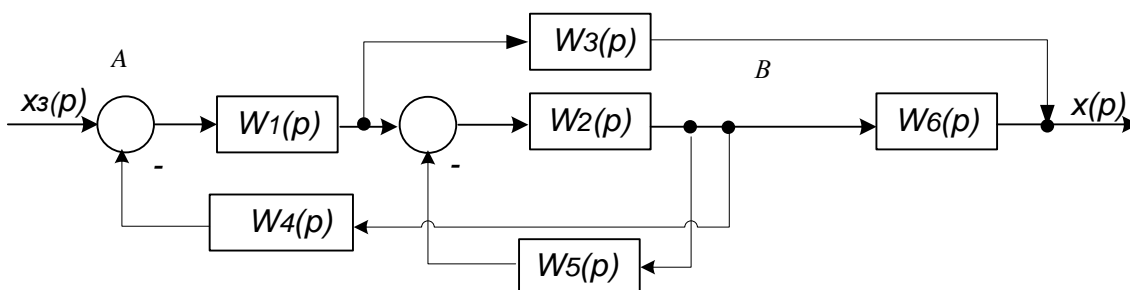 W3(p)
A
B
xз(p)
W1(p)
W2(p)
W6(p)
x(p)
-
-
W4(p)
W5(p)